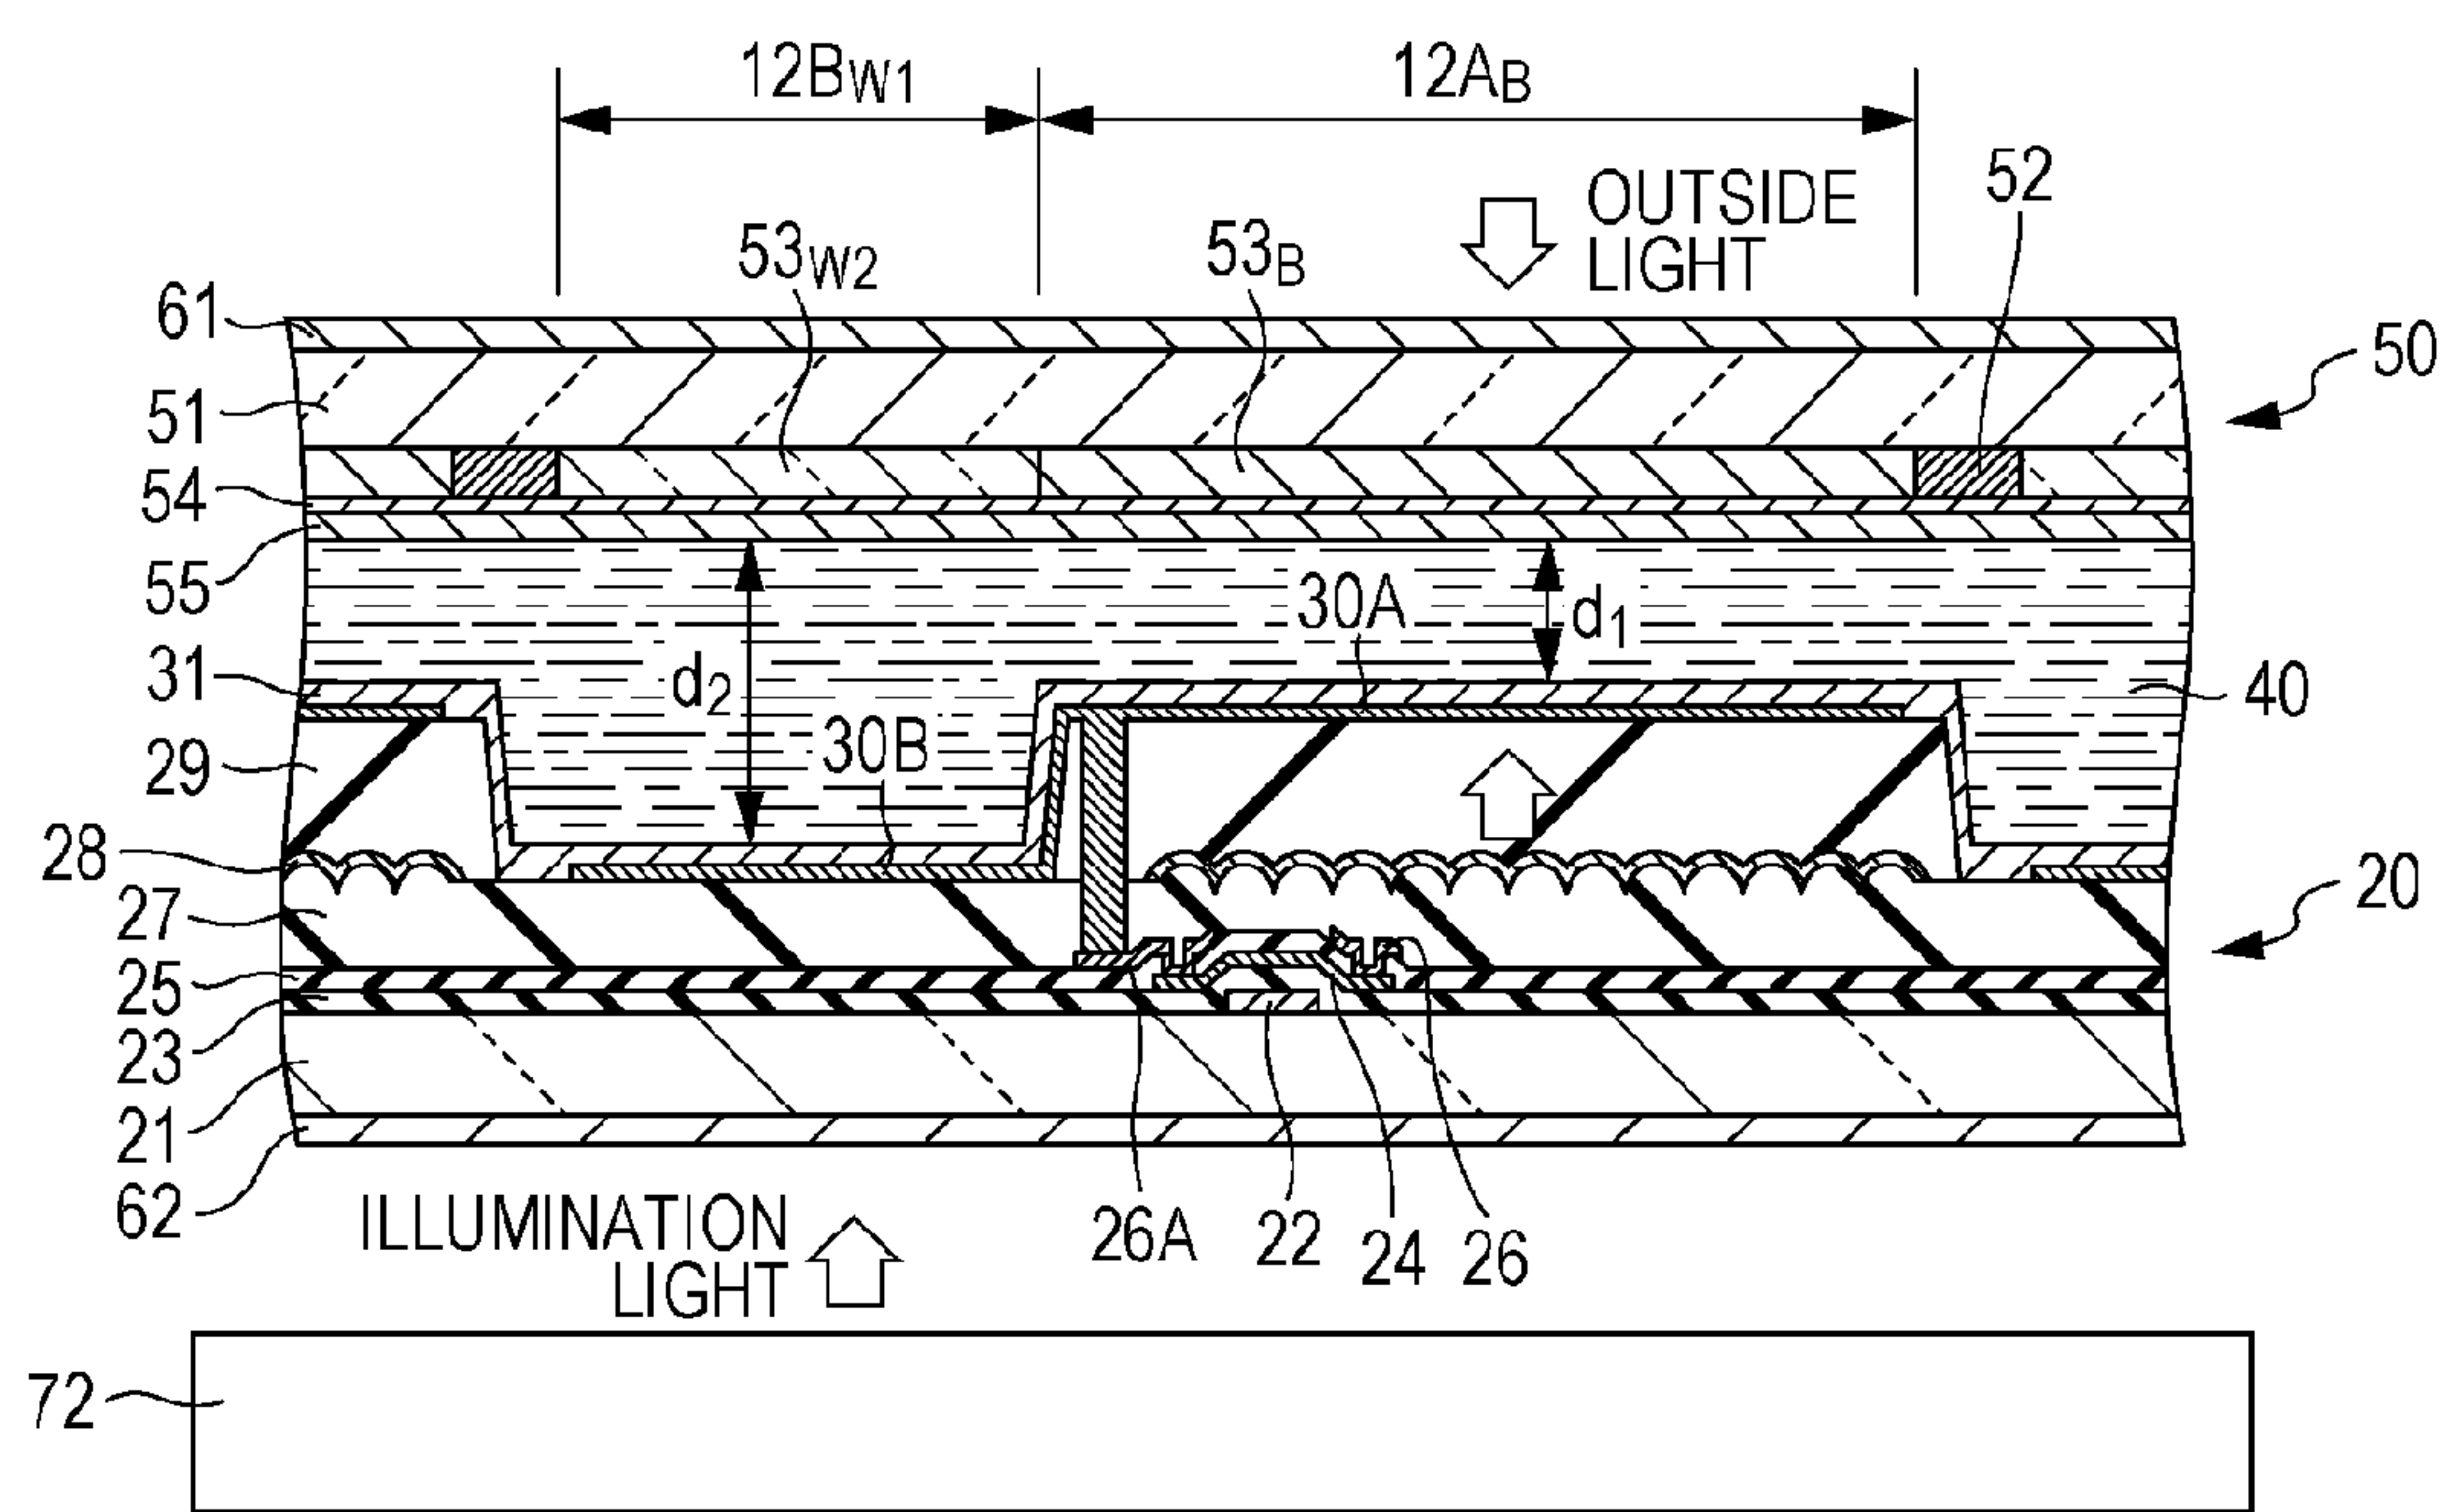 12BW1
12AB
OUTSIDE
LIGHT
52
53W2
53B
61
50
51
54
55
30A
d1
31
d2
40
29
30B
28
27
20
25
23
21
62
ILLUMINATION
LIGHT
26A
22
24
26
72